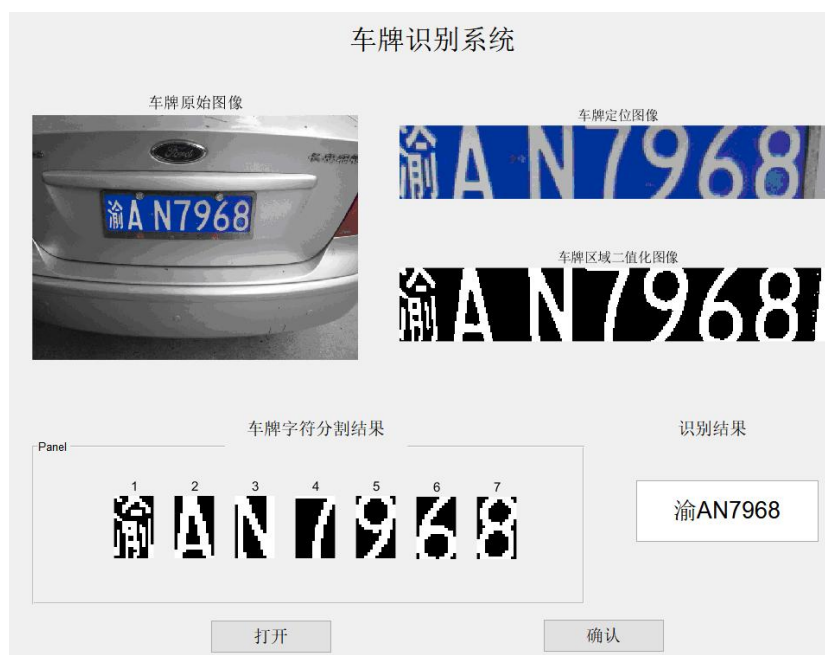 车牌识别系统
车牌原始图像
Ford
渝A·N7968
车牌定位图像
渝A·N7968
车牌区域二值化图像
渝AN7968
车牌字符分割结果
Panel
1 2 3 4 5 6 7
渝 A N 7 9 6 8
识别结果
渝AN7968
打开
确认